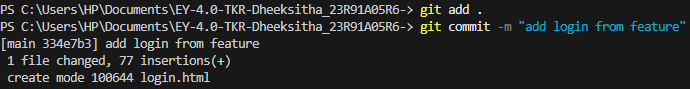 PS C:\Users\HP\Documents\EY-4.0-TKR-Dheeksitha_23R91A05R6-> git add .
PS C:\Users\HP\Documents\EY-4.0-TKR-Dheeksitha_23R91A05R6-> git commit -m "add login from feature"
[main 334e7b3] add login from feature
 1 file changed, 77 insertions(+)
 create mode 100644 login.html